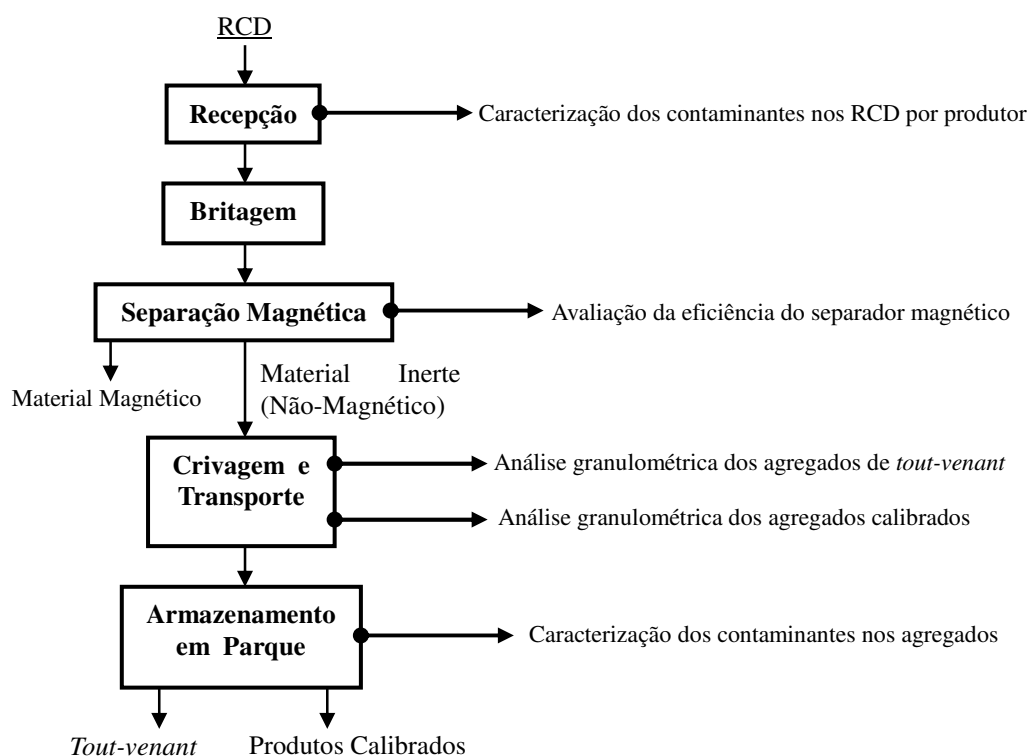 RCD
Recepção
Caracterização dos contaminantes nos RCD por produtor
Britagem
Separação Magnética
Avaliação da eficiência do separador magnético
Material Magnético
Material Inerte
(Não-Magnético)
Crivagem e
Transporte
Análise granulométrica dos agregados de tout-venant
Análise granulométrica dos agregados calibrados
Armazenamento
em Parque
Caracterização dos contaminantes nos agregados
Tout-venant
Produtos Calibrados